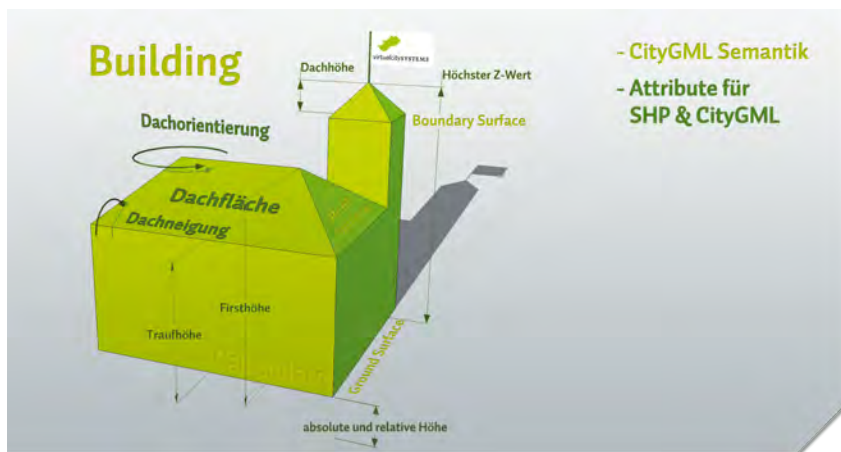 Building
virtualcitySYSTEMS
Dachhöhe
Höchster Z-Wert
- CityGML Semantik
- Attribute für
SHP & CityGML
Boundary Surface
Dachorientierung
Dachfläche
Dachneigung
Firsthöhe
Traufhöhe
Ground Surface
absolute und relative Höhe